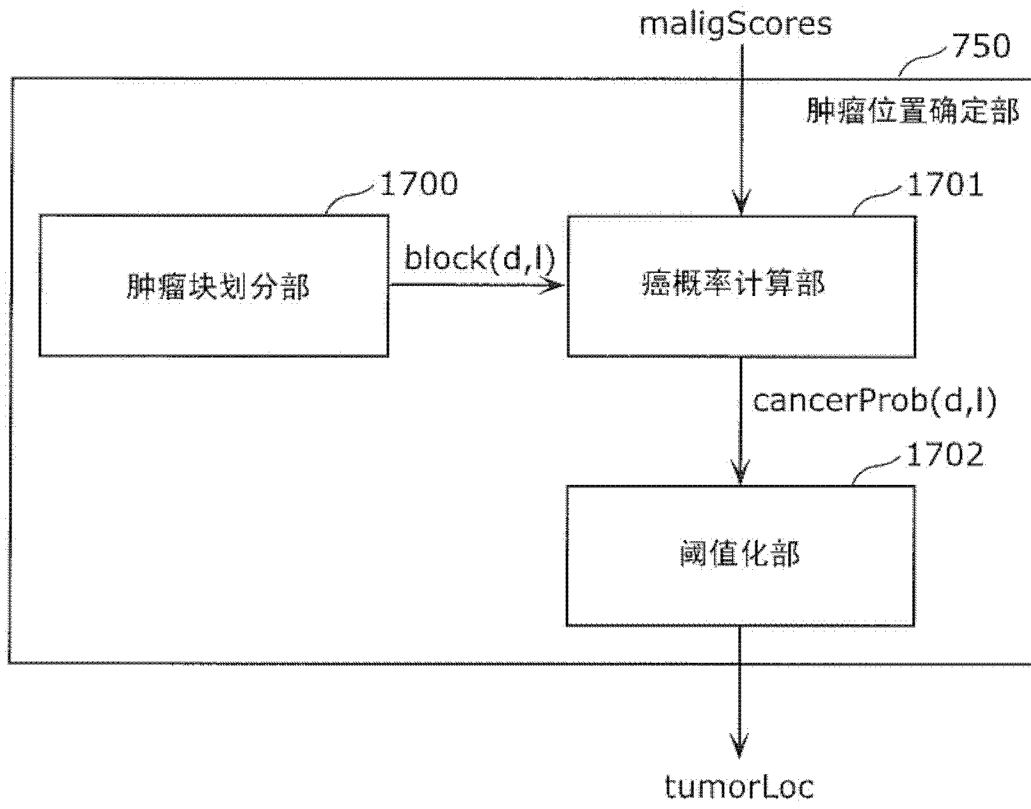 maligScores
750
肿瘤位置确定部
1700
1701
肿瘤块划分部
block(d,l)
癌概率计算部
cancerProb(d,l)
1702
阈值化部
tumorLoc